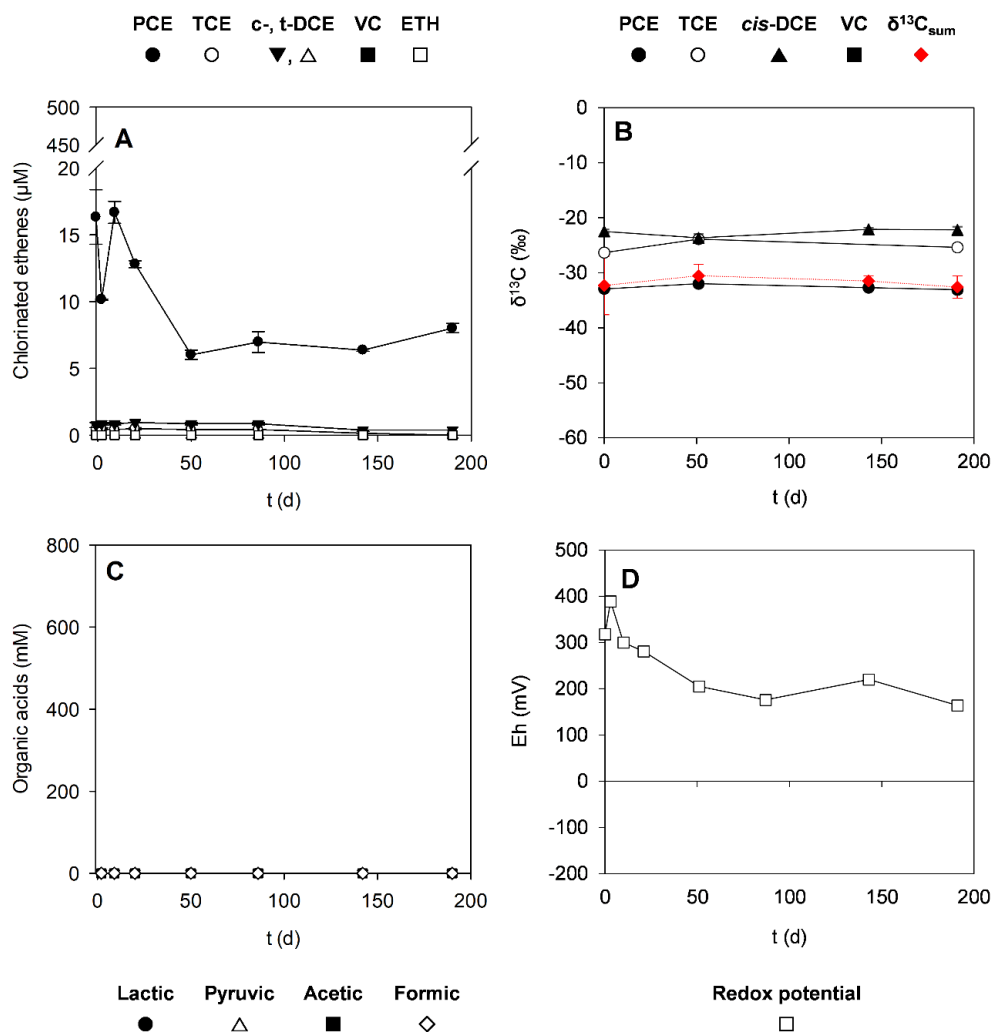 PCE TCE c-, t-DCE VC ETH
,
PCE TCE cis-DCE VC δ¹³Csum
A
500
450
20
15
10
5
0
Chlorinated ethenes (µM)
0 50 100 150 200
t (d)
B
0
-10
-20
-30
-40
-50
-60
δ¹³C (‰)
0 50 100 150 200
t (d)
C
800
600
400
200
0
Organic acids (mM)
0 50 100 150 200
t (d)
D
500
400
300
200
100
0
-100
-200
Eh (mV)
0 50 100 150 200
t (d)
Lactic Pyruvic Acetic Formic
Redox potential